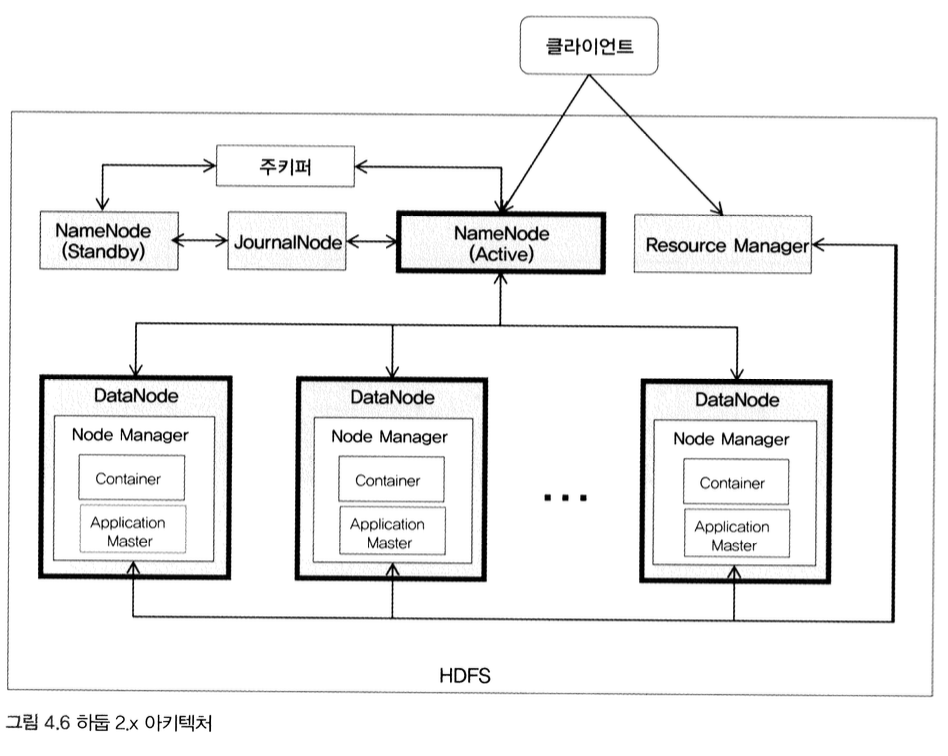 클라이언트
주키퍼
NameNode
(Standby)
JournalNode
NameNode
(Active)
Resource Manager
DataNode
Node Manager
Container
Application
Master
DataNode
Node Manager
Container
Application
Master
...
DataNode
Node Manager
Container
Application
Master
HDFS
그림 4.6 하둡 2.x 아키텍처